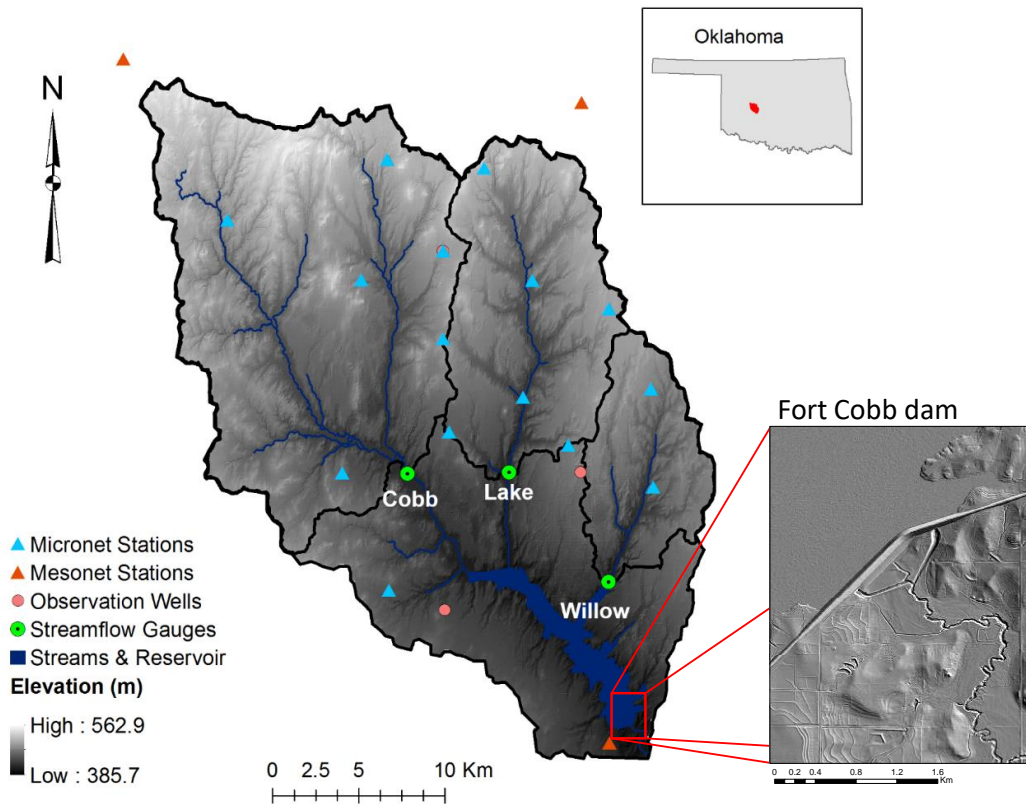 Oklahoma
N
Fort Cobb dam
Cobb
Lake
Willow
Micronet Stations
Mesonet Stations
Observation Wells
Streamflow Gauges
Streams & Reservoir
Elevation (m)
High : 562.9
Low : 385.7
0 2.5 5 10 Km
0 0.2 0.4 0.8 1.2 1.6
Km